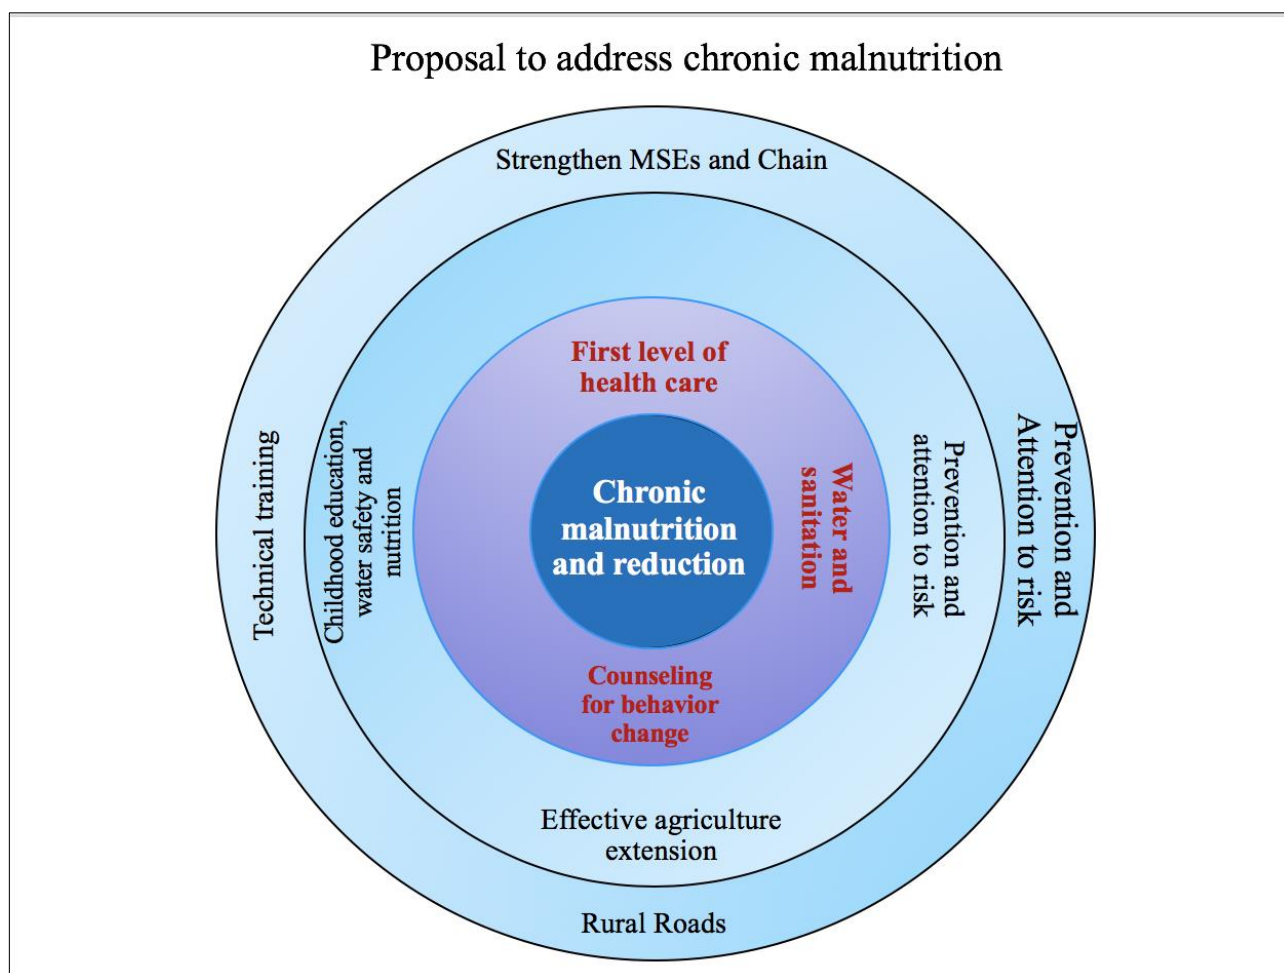 Proposal to address chronic malnutrition
Strengthen MSEs and Chain
First level of
health care
Technical training
Childhood education,
water safety and
nutrition
Chronic
malnutrition
and reduction
Water and
sanitation
Prevention and
attention to risk
Prevention and
Attention to risk
Counseling
for behavior
change
Effective agriculture
extension
Rural Roads